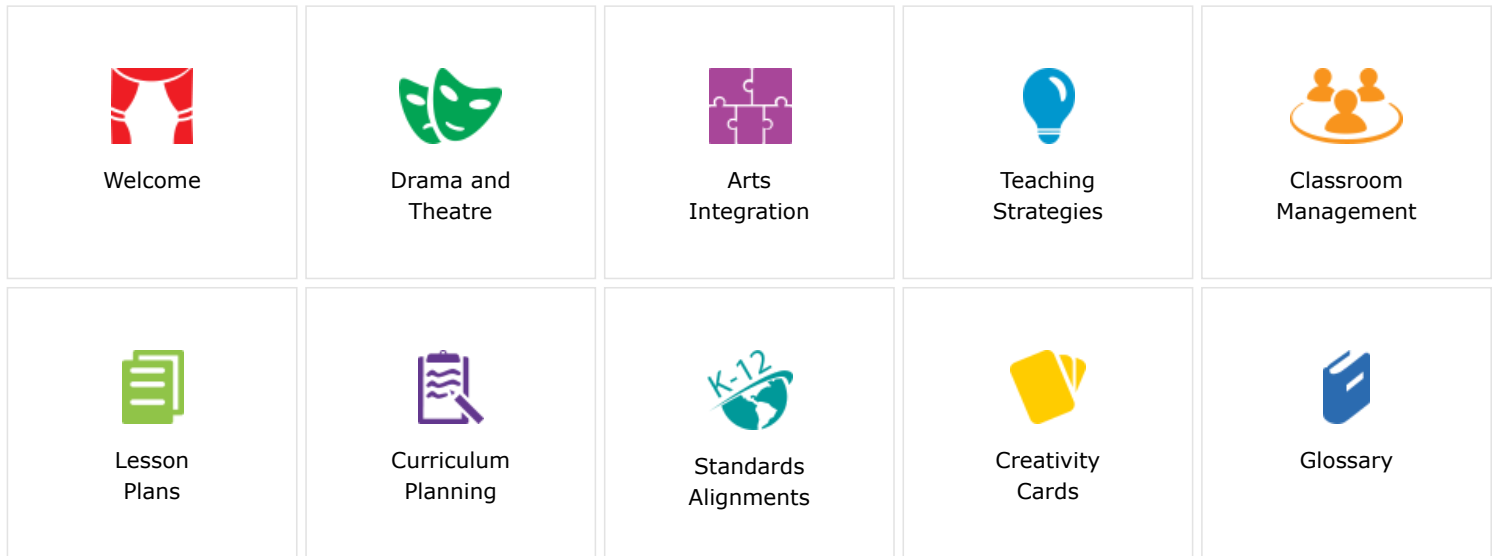 Welcome
Drama and
Theatre
Arts
Integration
Teaching
Strategies
Classroom
Management
Lesson
Plans
Curriculum
Planning
K-12
Standards
Alignments
Creativity
Cards
Glossary